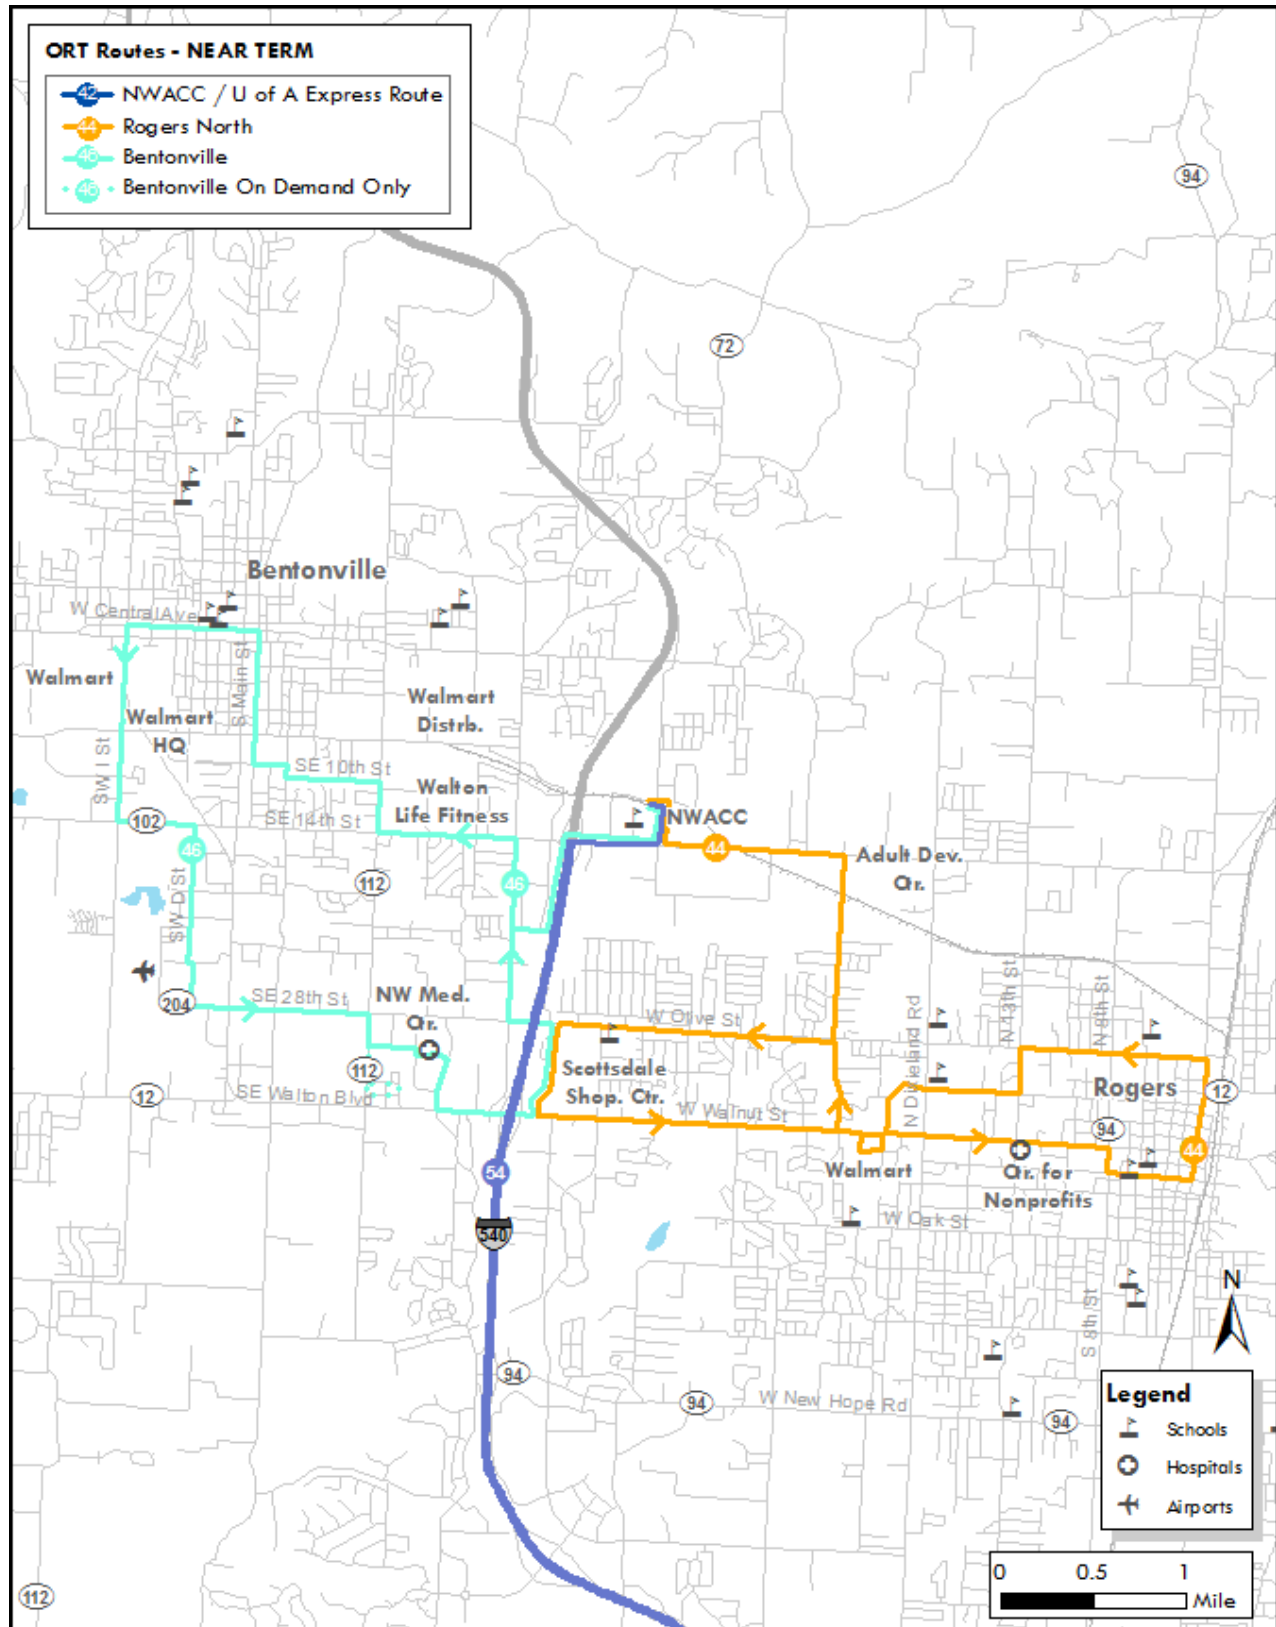 ORT Routes - NEAR TERM
42 NWACC / U of A Express Route
44 Rogers North
46 Bentonville
46 Bentonville On Demand Only
94
72
Bentonville
W Central Ave
Walmart
S Main St
Walmart
Distrb.
Walmart
HQ
SW I St
SE 10th St
Walton
Life Fitness
102
SE 14th St
NWACC
46
44
Adult Dev.
Ctr.
112
46
SW D St
204
SE 28th St
NW Med.
Ctr.
W Olive St
N Dixieland Rd
N 13th St
N 8th St
112
Scottsdale
Shop. Ctr.
Rogers
12
SE Walton Blvd
W Walnut St
12
94
44
54
Walmart
Ctr. for
Nonprofits
W Oak St
540
N
S 8th St
94
94
W New Hope Rd
94
Legend
Schools
Hospitals
Airports
0 0.5 1
Mile
112